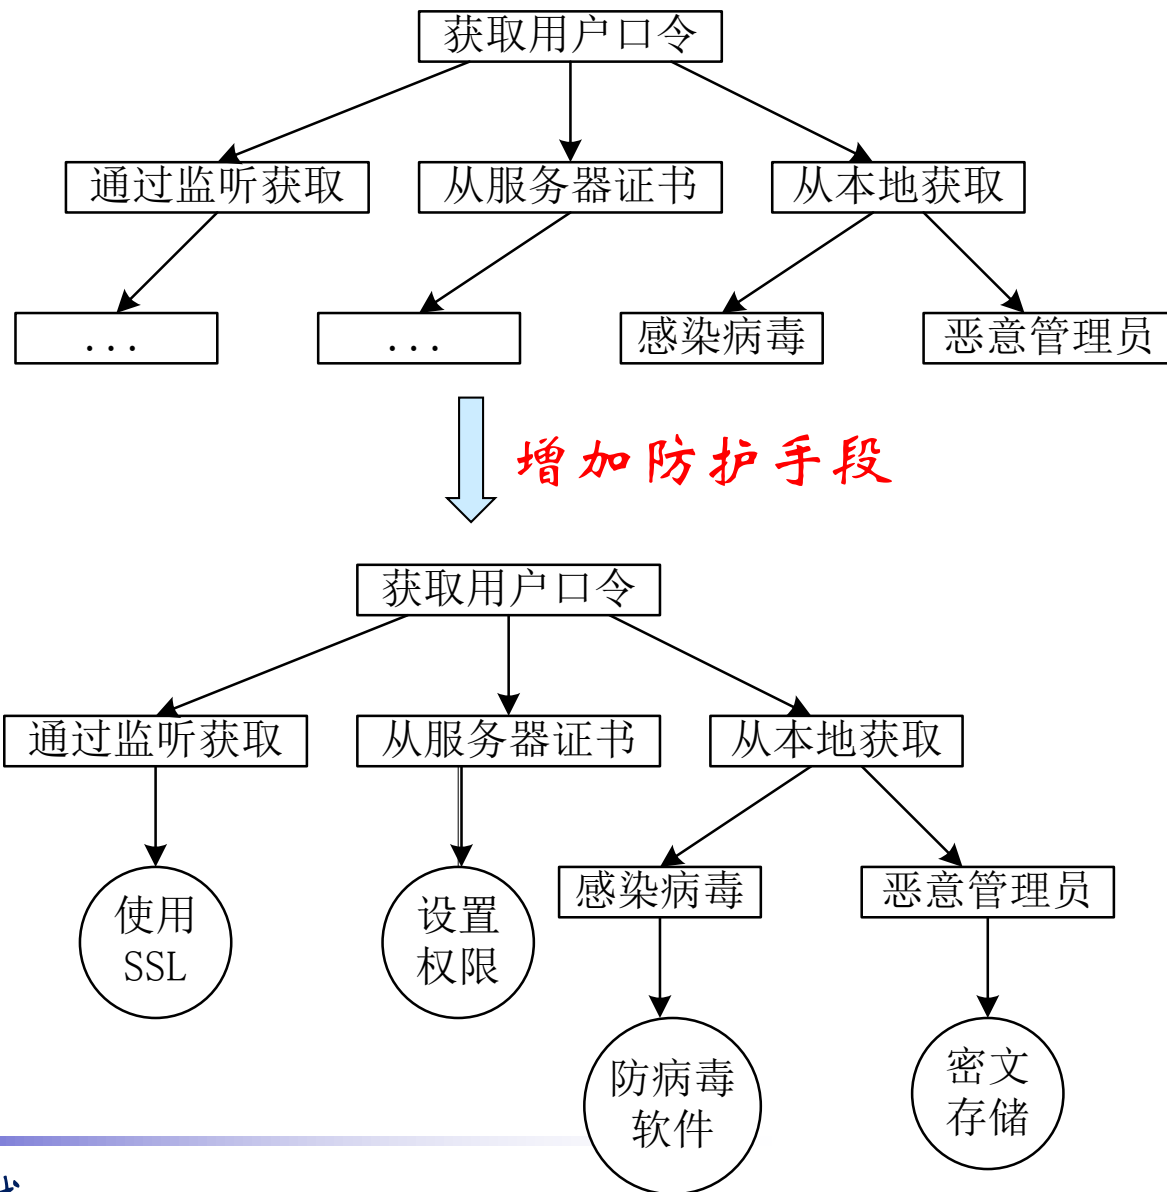 获取用户口令
通过监听获取
从服务器证书
从本地获取
...
...
感染病毒
恶意管理员
增加防护手段
获取用户口令
通过监听获取
从服务器证书
从本地获取
感染病毒
恶意管理员
使用
SSL
设置
权限
防病毒
软件
密文
存储